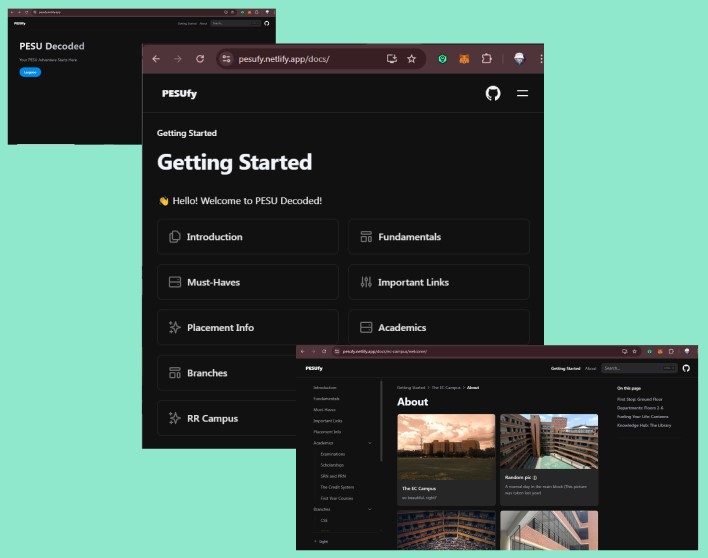 pesufy.netlify.app
PESUfy
Getting Started About Search...
PESU Decoded
Your PESU Adventure Starts Here
pesufy.netlify.app/docs/
PESUfy
Getting Started
Getting Started
👋 Hello! Welcome to PESU Decoded!
Introduction
Fundamentals
Must-Haves
Important Links
Placement Info
Academics
Branches
RR Campus
pesufy.netlify.app/docs/ec-campus/welcome/
PESUfy
Getting Started About Search...
Introduction
Fundamentals
Must-Haves
Important Links
Placement Info
Academics
Examinations
Scholarships
SRN and PRN
The Credit System
First Year Courses
Branches
CSE
light
Getting Started > The EC Campus > About
About
The EC Campus
so beautiful, right?
Random pic :))
A normal day in the main block (This picture
was taken last year)
On this page
First Stop: Ground Floor
Departments: Floors 2-6
Fueling Your Life: Canteens
Knowledge Hub: The Library